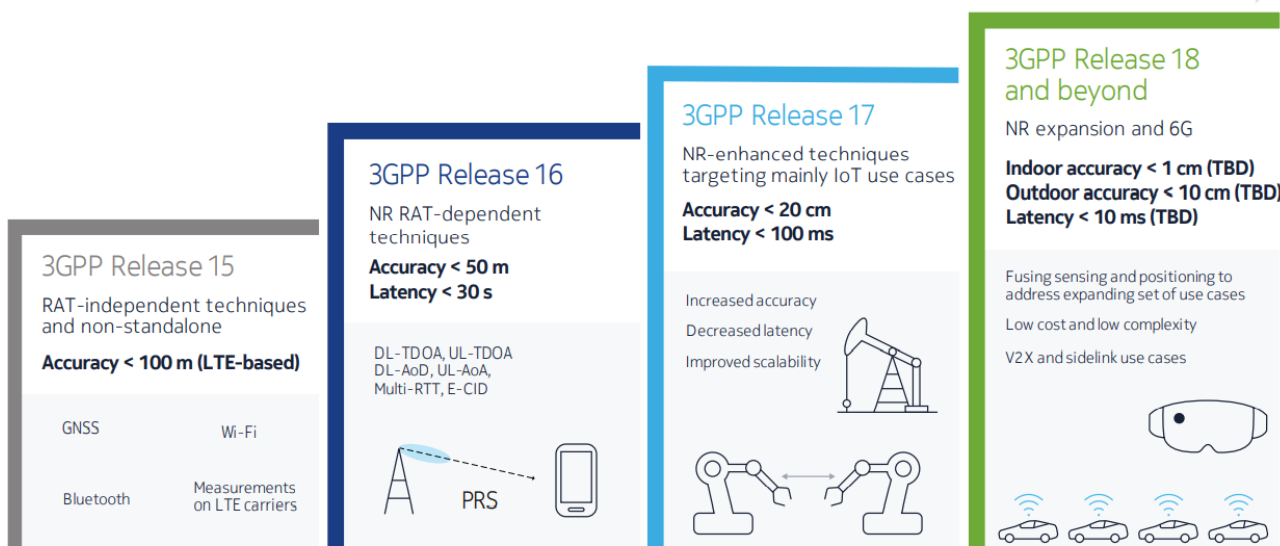 3GPP Release 15
RAT-independent techniques
and non-standalone
Accuracy < 100 m (LTE-based)
GNSS
Wi-Fi
Bluetooth
Measurements
on LTE carriers
3GPP Release 16
NR RAT-dependent
techniques
Accuracy < 50 m
Latency < 30 s
DL-TDOA, UL-TDOA
DL-AoD, UL-AoA,
Multi-RTT, E-CID
PRS
3GPP Release 17
NR-enhanced techniques
targeting mainly IoT use cases
Accuracy < 20 cm
Latency < 100 ms
Increased accuracy
Decreased latency
Improved scalability
3GPP Release 18
and beyond
NR expansion and 6G
Indoor accuracy < 1 cm (TBD)
Outdoor accuracy < 10 cm (TBD)
Latency < 10 ms (TBD)
Fusing sensing and positioning to
address expanding set of use cases
Low cost and low complexity
V2X and sidelink use cases